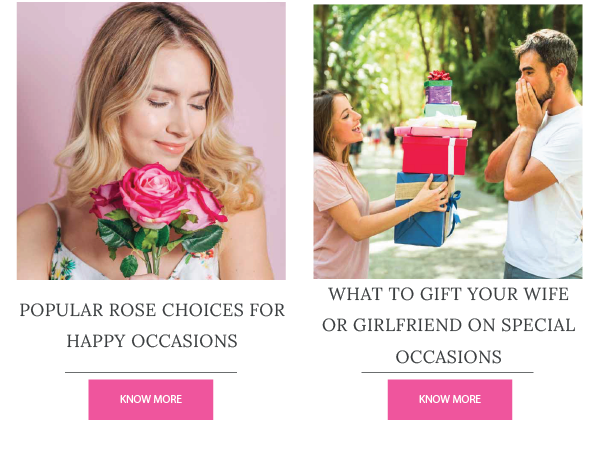 POPULAR ROSE CHOICES FOR
HAPPY OCCASIONS
KNOW MORE
WHAT TO GIFT YOUR WIFE
OR GIRLFRIEND ON SPECIAL
OCCASIONS
KNOW MORE